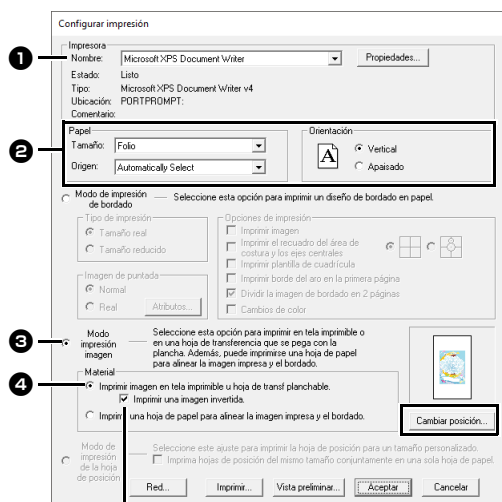 Configurar impresión
Impresora
1 Nombre: Microsoft XPS Document Writer Propiedades...
Estado: Listo
Tipo: Microsoft XPS Document Writer v4
Ubicación: PORTPROMPT:
Comentario:
2 Papel
Tamaño: Folio
Origen: Automatically Select
Orientación
A Vertical
Apaisado
Modo de impresión de bordado
Seleccione esta opción para imprimir un diseño de bordado en papel.
Tipo de impresión
Tamaño real
Tamaño reducido
Imagen de puntada
Normal
Real Atributos...
Opciones de impresión
Imprimir imagen
Imprimir el recuadro del área de
costura y los ejes centrales
Imprimir plantilla de cuadrícula
Imprimir borde del aro en la primera página
Dividir la imagen de bordado en 2 páginas
Cambios de color
3 Modo
impresión
imagen
Seleccione esta opción para imprimir en tela imprimible o
en una hoja de transferencia que se pega con la
plancha. Además, puede imprimirse una hoja de papel
para alinear la imagen impresa y el bordado.
4 Material
Imprimir imagen en tela imprimible u hoja de transf planchable.
Imprimir una imagen invertida.
Imprimir una hoja de papel para alinear la imagen impresa y el bordado.
Cambiar posición...
Modo de
impresión
de la hoja
de posición
Seleccione este ajuste para imprimir la hoja de posición para un tamaño personalizado.
Imprima hojas de posición del mismo tamaño conjuntamente en una sola hoja de papel.
Red... Imprimir... Vista preliminar... Aceptar Cancelar